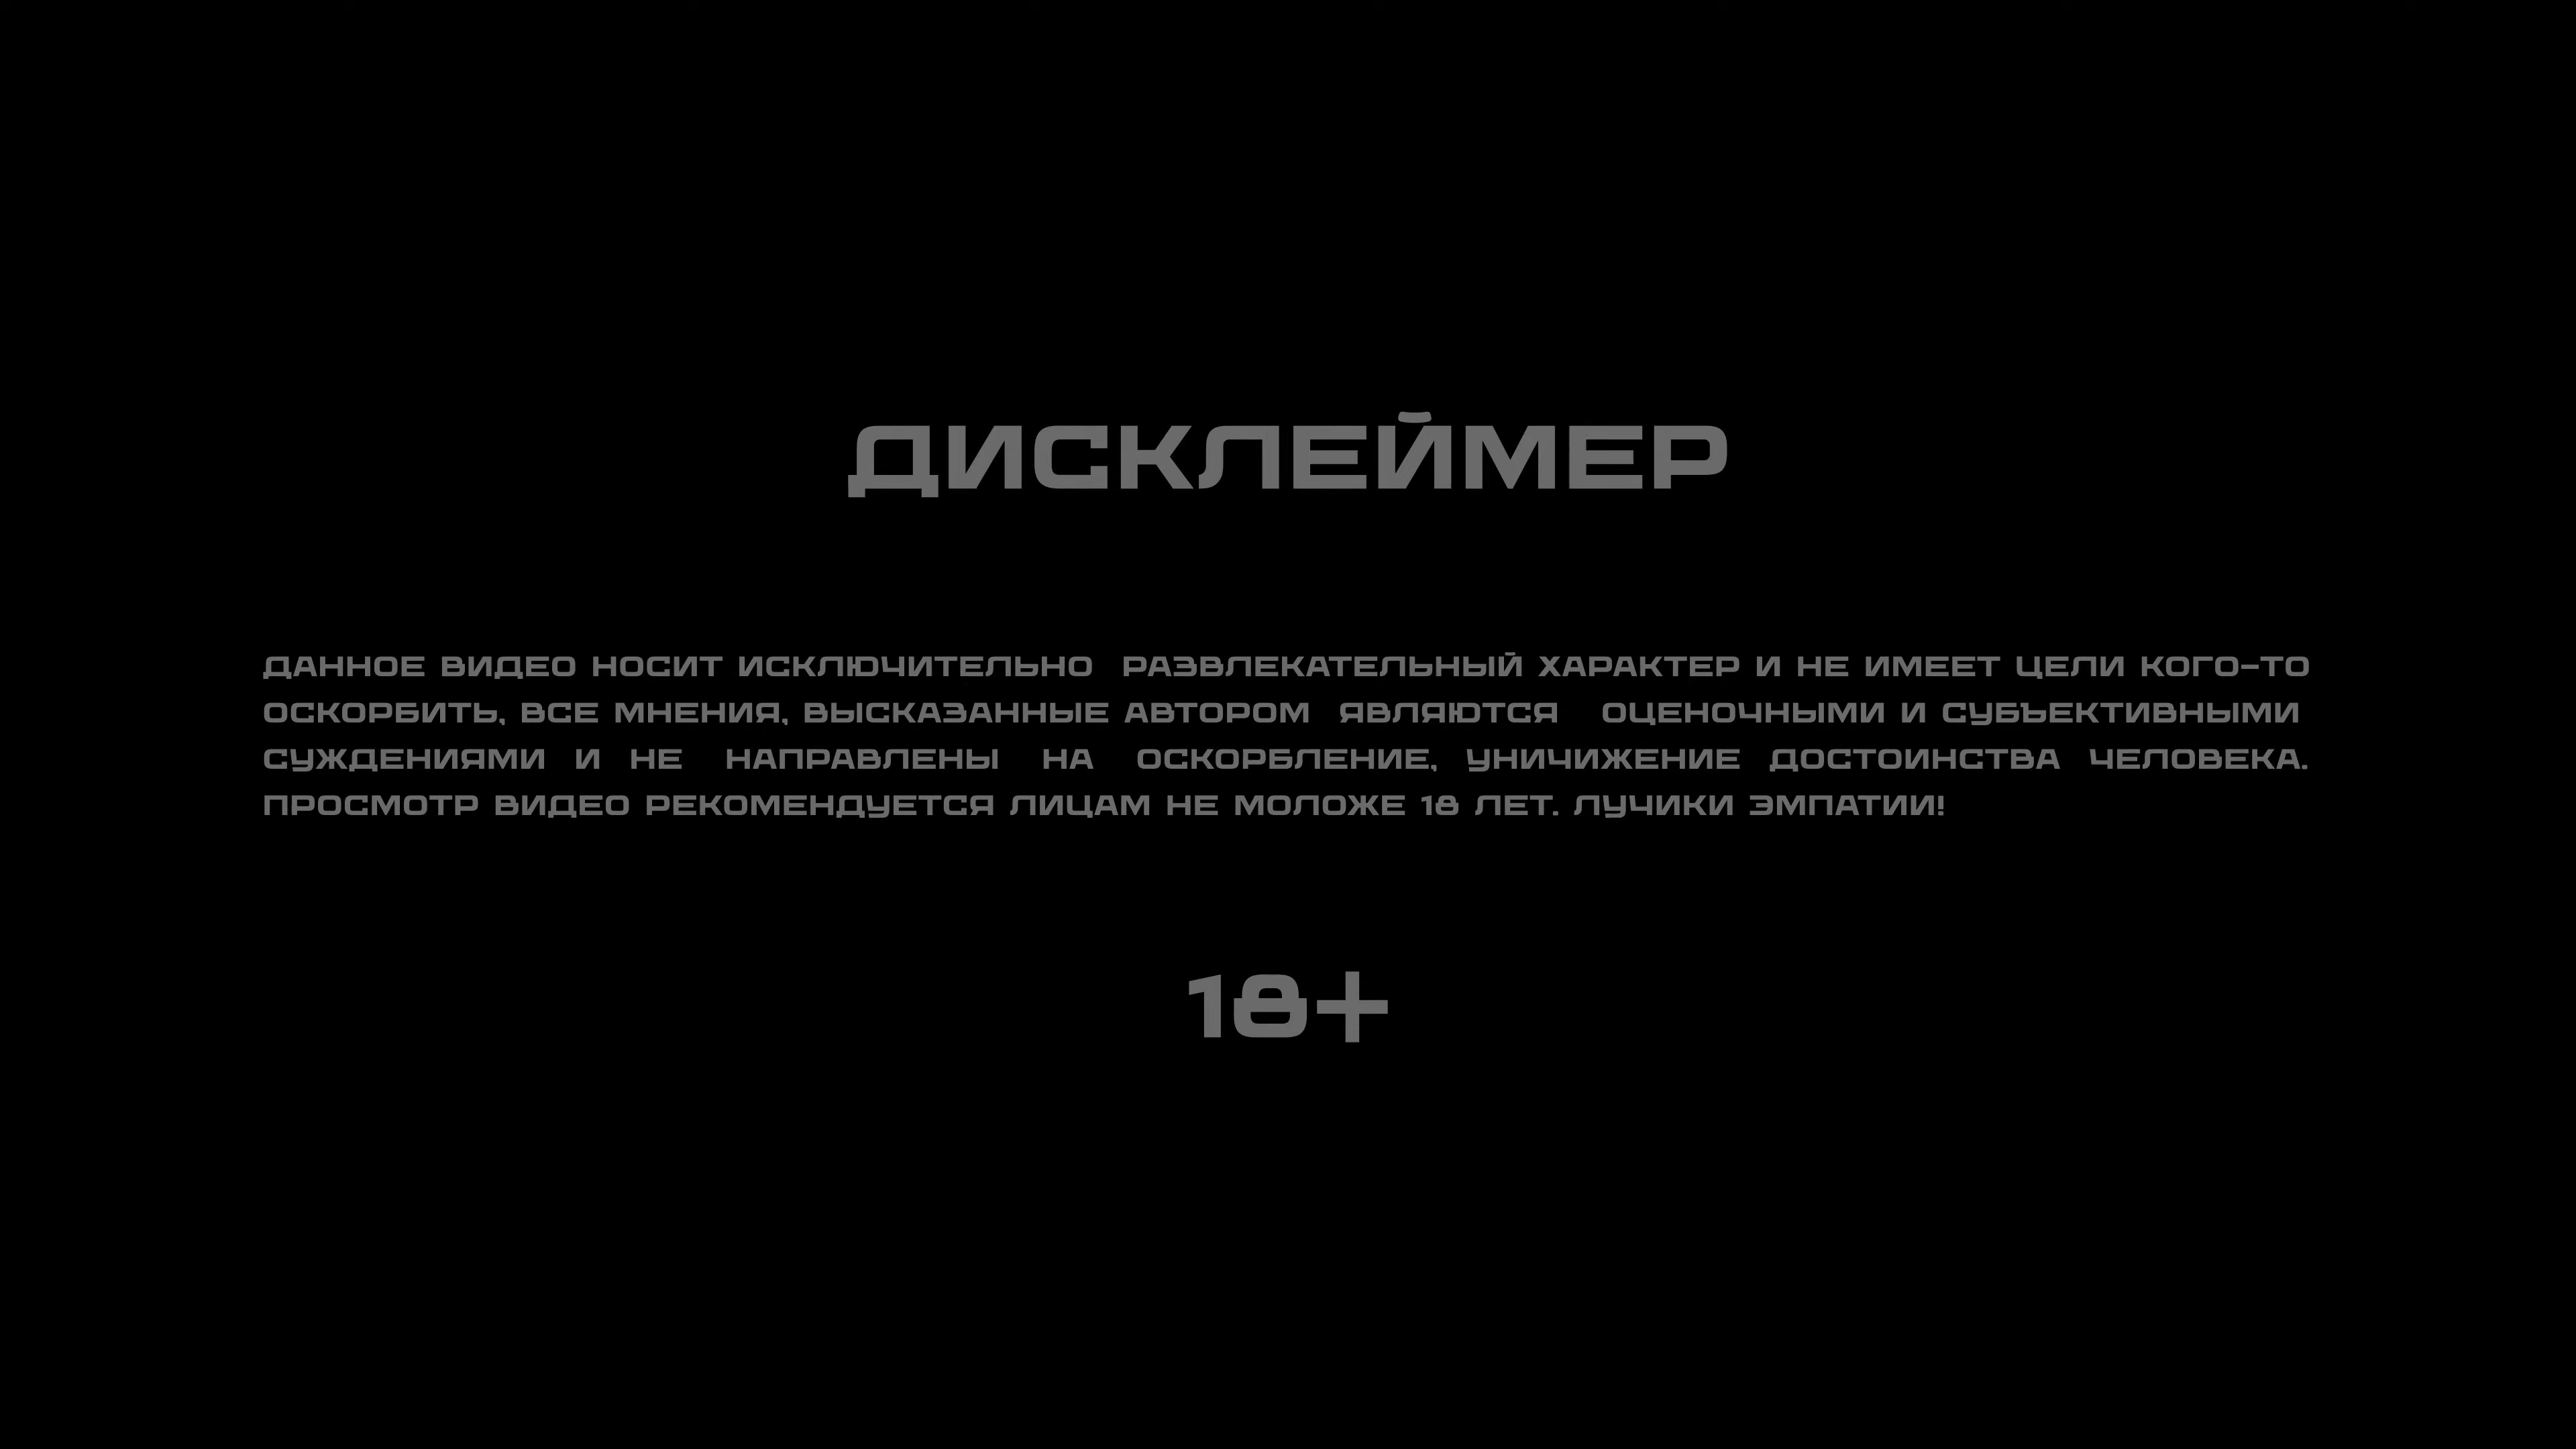 ДИСКЛЕЙМЕР
ДАННОЕ ВИДЕО НОСИТ ИСКЛЮЧИТЕЛЬНО РАЗВЛЕКАТЕЛЬНЫЙ ХАРАКТЕР И НЕ ИМЕЕТ ЦЕЛИ КОГО-ТО
ОСКОРБИТЬ, ВСЕ МНЕНИЯ, ВЫСКАЗАННЫЕ АВТОРОМ ЯВЛЯЮТСЯ ОЦЕНОЧНЫМИ И СУБЪЕКТИВНЫМИ
СУЖДЕНИЯМИ И НЕ НАПРАВЛЕНЫ НА ОСКОРБЛЕНИЕ, УНИЧИЖЕНИЕ ДОСТОИНСТВА ЧЕЛОВЕКА.
ПРОСМОТР ВИДЕО РЕКОМЕНДУЕТСЯ ЛИЦАМ НЕ МОЛОЖЕ 18 ЛЕТ. ЛУЧИКИ ЭМПАТИИ!
18+